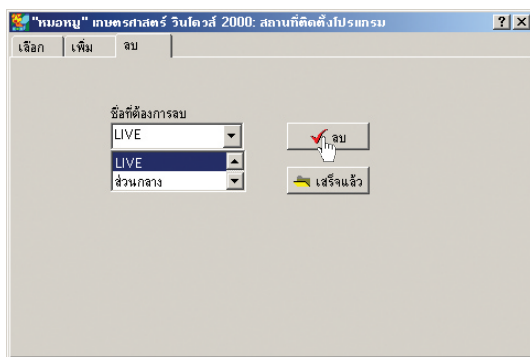 "หมอหมู" เกษตรศาสตร์ วินโดวส์ 2000: สถานที่ติดตั้งโปรแกรม
เลือก เพิ่ม ลบ
ชื่อที่ต้องการลบ
LIVE
ลบ
LIVE
ส่วนกลาง
เสร็จแล้ว